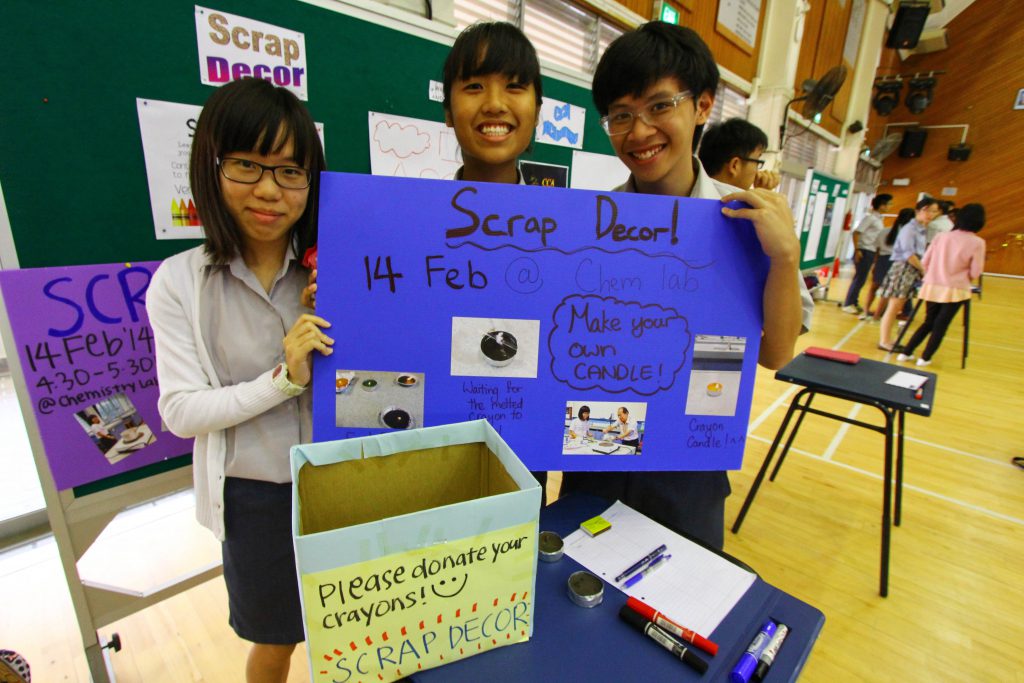 Scrap
Decor
SCR
14 Feb '14
4:30-5:30
@Chemistry Lab
Scrap Decor!
14 Feb @ Chem lab
Make your
own
CANDLE!
Waiting for
the melted
crayon to
Crayon
Candle!^^
Please donate your
crayons!
SCRAP DECOR